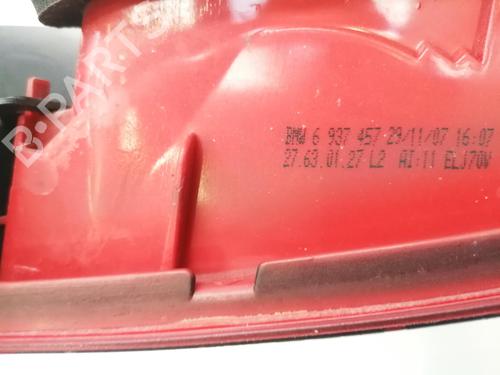 B-PARTS
BMW 6 937 457 29/11/07 16:07
27.63.01.27 L2 AI:11 ELJ70V